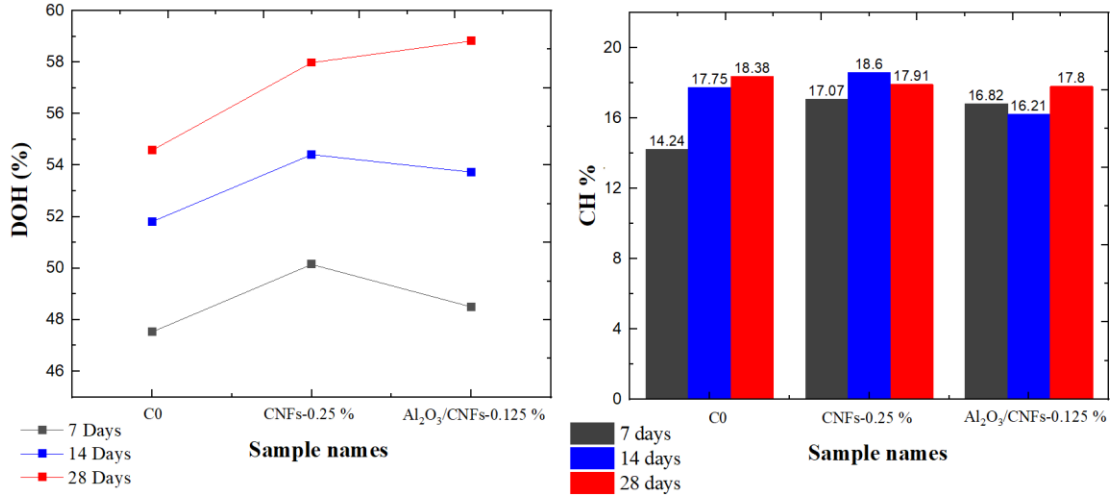 60
58
56
54
52
50
48
46
DOH (%)
C0
CNFs-0.25 %
Al₂O₃/CNFs-0.125 %
Sample names
7 Days
14 Days
28 Days
20
16
12
8
4
0
CH %
14.24
17.75
18.38
17.07
18.6
17.91
16.82
16.21
17.8
C0
CNFs-0.25 %
Al₂O₃/CNFs-0.125 %
Sample names
7 days
14 days
28 days